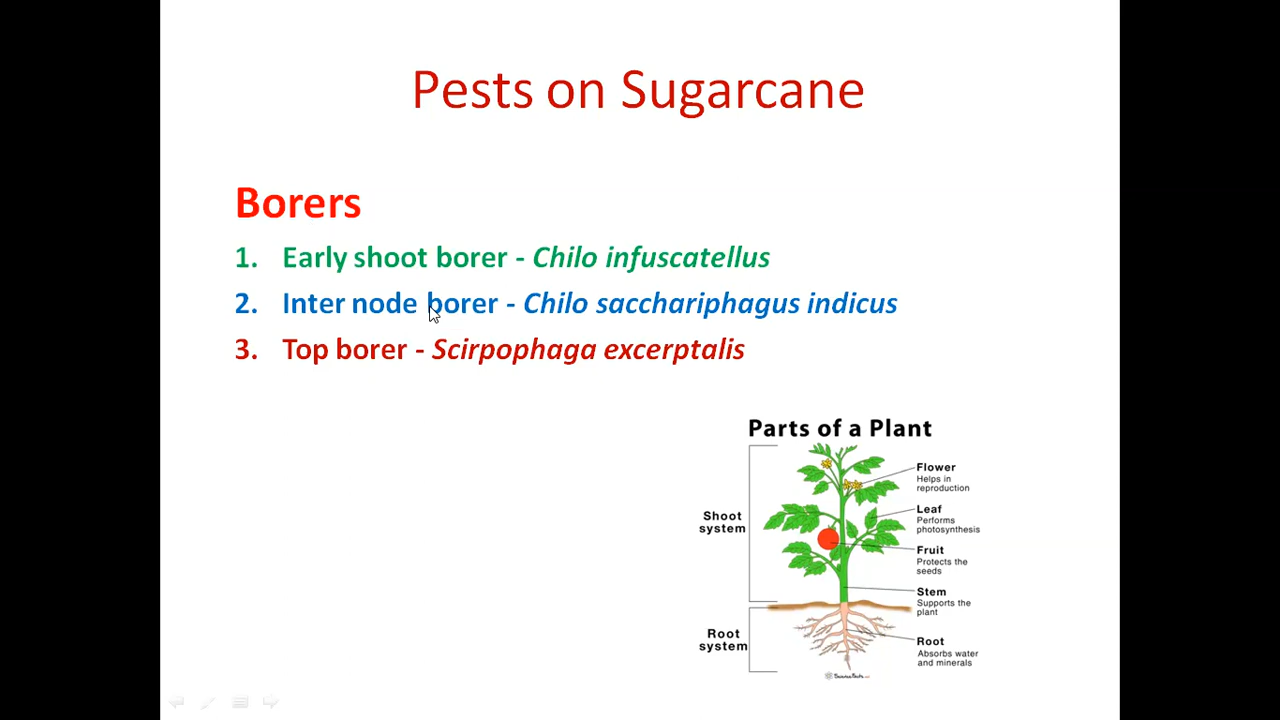 Pests on Sugarcane
Borers
1. Early shoot borer - Chilo infuscatellus
2. Inter node borer - Chilo sacchariphagus indicus
3. Top borer - Scirpophaga excerptalis
Parts of a Plant
Shoot
system
Flower
Helps in
reproduction
Leaf
Performs
photosynthesis
Fruit
Protects the
seeds
Stem
Supports the
plant
Root
system
Root
Absorbs water
and minerals